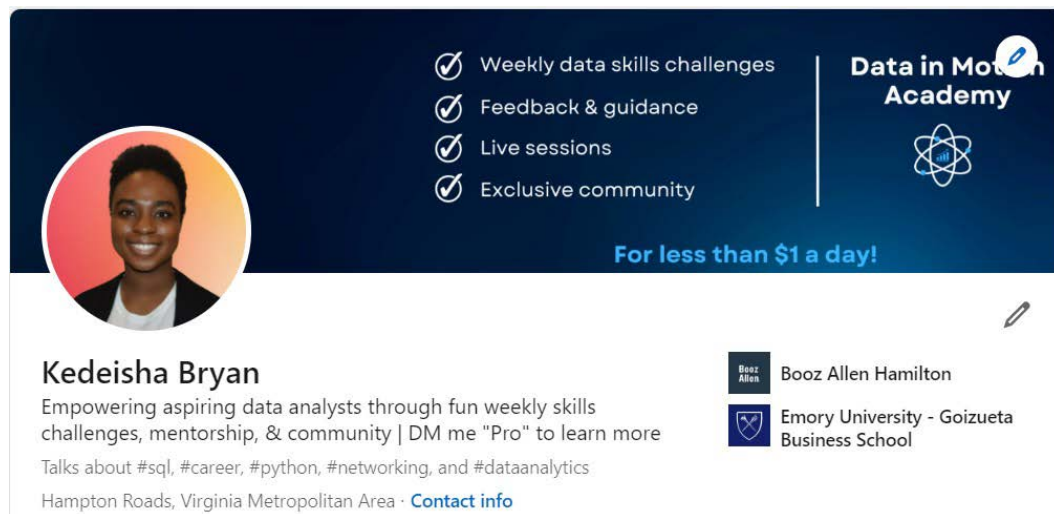 Weekly data skills challenges
Feedback & guidance
Live sessions
Exclusive community
Data in Mot n
Academy
For less than $1 a day!
Kedeisha Bryan
Empowering aspiring data analysts through fun weekly skills
challenges, mentorship, & community | DM me "Pro" to learn more
Talks about #sql, #career, #python, #networking, and #dataanalytics
Hampton Roads, Virginia Metropolitan Area · Contact info
Booz
Allen
Booz Allen Hamilton
Emory University - Goizueta
Business School